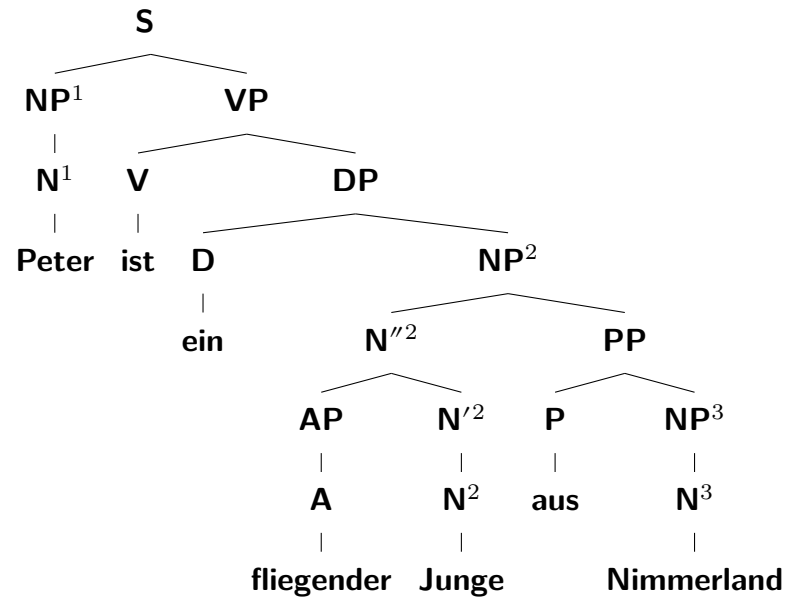 S
NP¹ VP
N¹ V DP
Peter ist D NP²
ein N″² PP
AP N′² P NP³
A N² aus N³
fliegender Junge Nimmerland